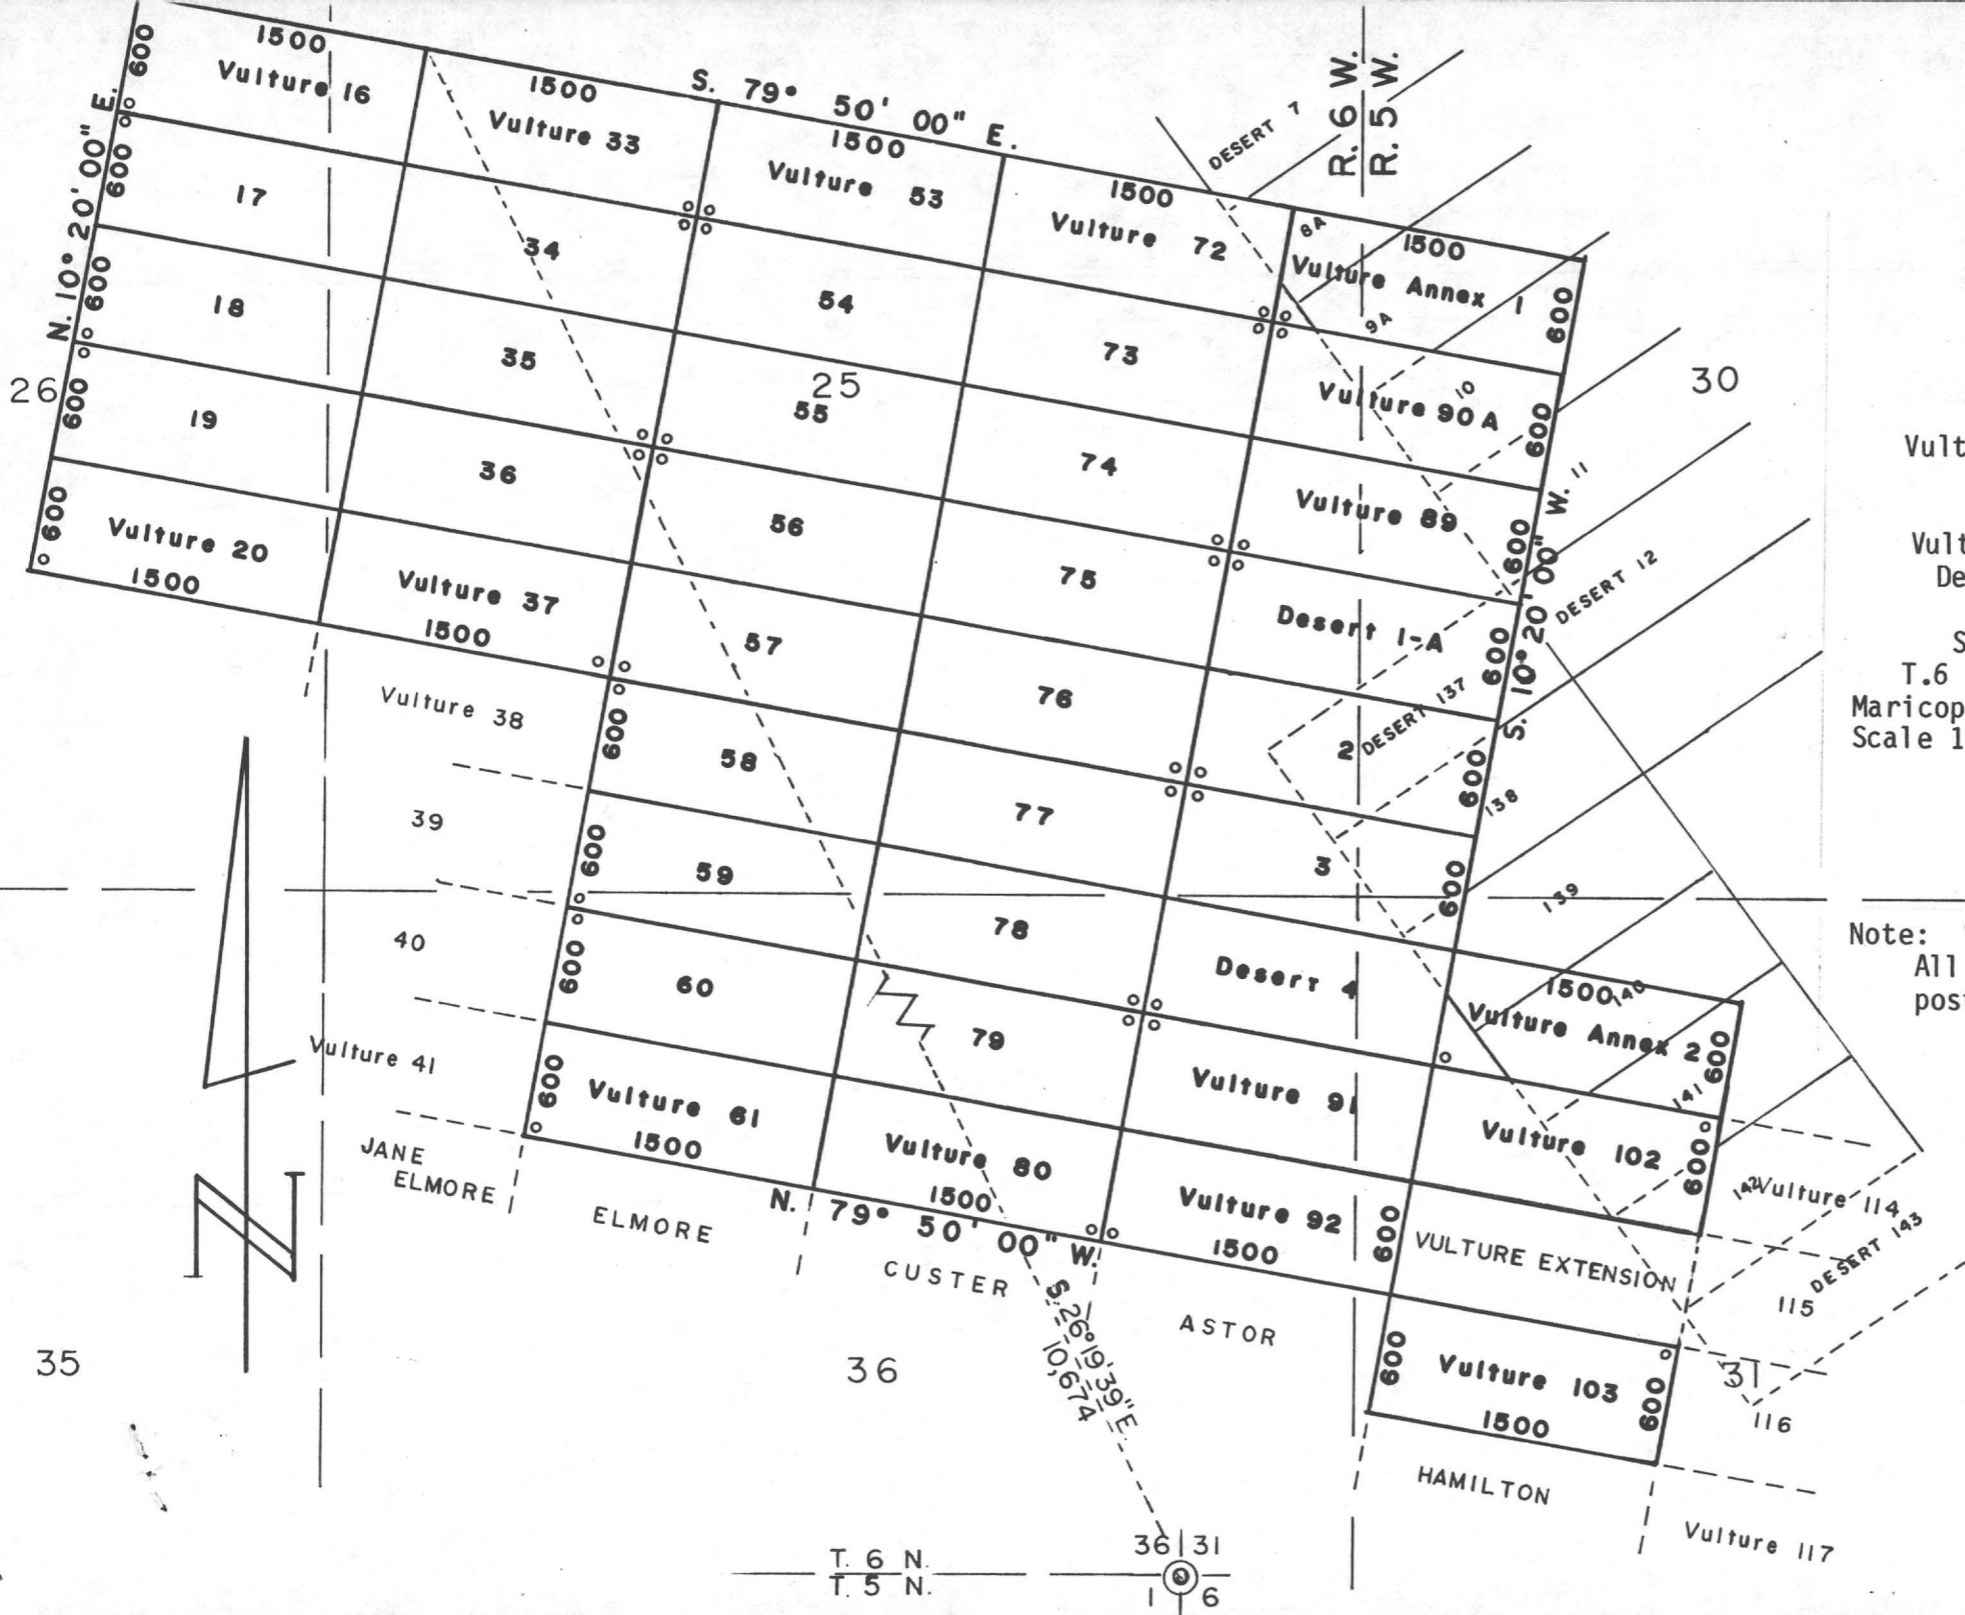 600
1500
Vulture 16
1500
Vulture 33
S. 79° 50' 00" E.
1500
Vulture 53
1500
Vulture 72
DESERT 7
R. 6 W.
R. 5 W.
8A
1500
Vulture Annex 1
600
N. 10° 20' 00" E.
600
17
34
54
73
9A
10
Vulture 90A
600
30
600
18
35
25
55
74
Vulture 89
600
W.
11
26
600
19
36
56
75
Desert 1-A
600
S. 10° 20' 00"
DESERT 12
600
Vulture 20
1500
Vulture 37
1500
57
76
2
DESERT 137
600
138
Vulture 38
600
58
77
3
600
139
39
600
59
78
Desert 4
1500
140
Vulture Annex 2
600
40
600
60
79
Vulture 91
141
Vulture 41
600
Vulture 61
1500
Vulture 80
1500
Vulture 102
600
142
Vulture 114
JANE
ELMORE
ELMORE
N. 79° 50' 00" W.
Vulture 92
1500
600
VULTURE EXTENSION
DESERT 143
115
CUSTER
ASTOR
S. 26° 19' 39" E.
10,674
600
Vulture 103
1500
600
31
116
35
36
HAMILTON
Vulture 117
N
T. 6 N.
T. 5 N.
36 31
1 6
Vult
Vult
De
S
T.6
Maricop
Scale 1
Note:
All
pos